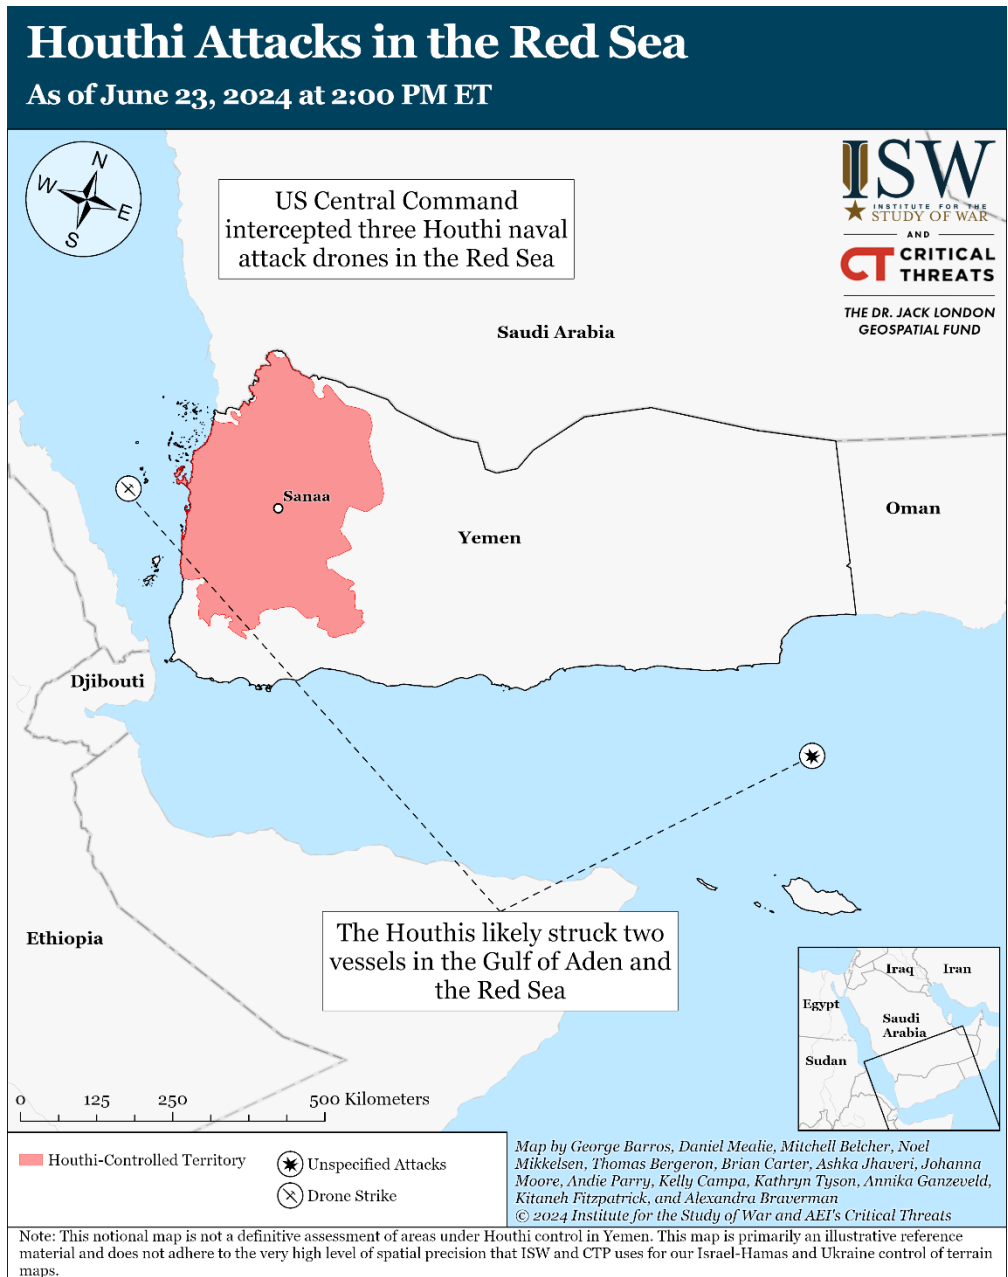 Houthi Attacks in the Red Sea
As of June 23, 2024 at 2:00 PM ET
N
W
E
S
US Central Command
intercepted three Houthi naval
attack drones in the Red Sea
ISW
INSTITUTE FOR THE
STUDY OF WAR
AND
CT CRITICAL
THREATS
THE DR. JACK LONDON
GEOSPATIAL FUND
Saudi Arabia
Sanaa
Oman
Yemen
Djibouti
Ethiopia
The Houthis likely struck two
vessels in the Gulf of Aden and
the Red Sea
Iraq
Iran
Egypt
Saudi
Arabia
Sudan
0 125 250 500 Kilometers
Houthi-Controlled Territory
Unspecified Attacks
Drone Strike
Map by George Barros, Daniel Mealie, Mitchell Belcher, Noel
Mikkelsen, Thomas Bergeron, Brian Carter, Ashka Jhaveri, Johanna
Moore, Andie Parry, Kelly Campa, Kathryn Tyson, Annika Ganzeveld,
Kitaneh Fitzpatrick, and Alexandra Braverman
© 2024 Institute for the Study of War and AEI's Critical Threats
Note: This notional map is not a definitive assessment of areas under Houthi control in Yemen. This map is primarily an illustrative reference
material and does not adhere to the very high level of spatial precision that ISW and CTP uses for our Israel-Hamas and Ukraine control of terrain
maps.